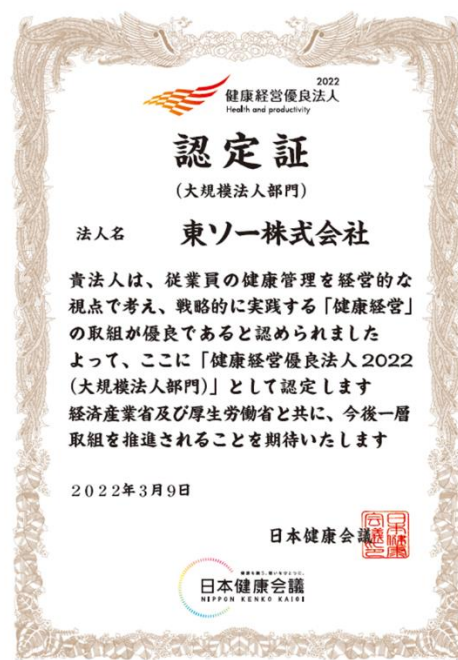 2022
健康経営優良法人
Health and productivity
認定証
(大規模法人部門)
法人名 東ソー株式会社
貴法人は、従業員の健康管理を経営的な
視点で考え、戦略的に実践する「健康経営」
の取組が優良であると認められました
よって、ここに「健康経営優良法人2022
(大規模法人部門)」として認定します
経済産業省及び厚生労働省と共に、今後一層
取組を推進されることを期待いたします
2022年3月9日
日本健康会議
日本健康会議
NIPPON KENKO KAIGI